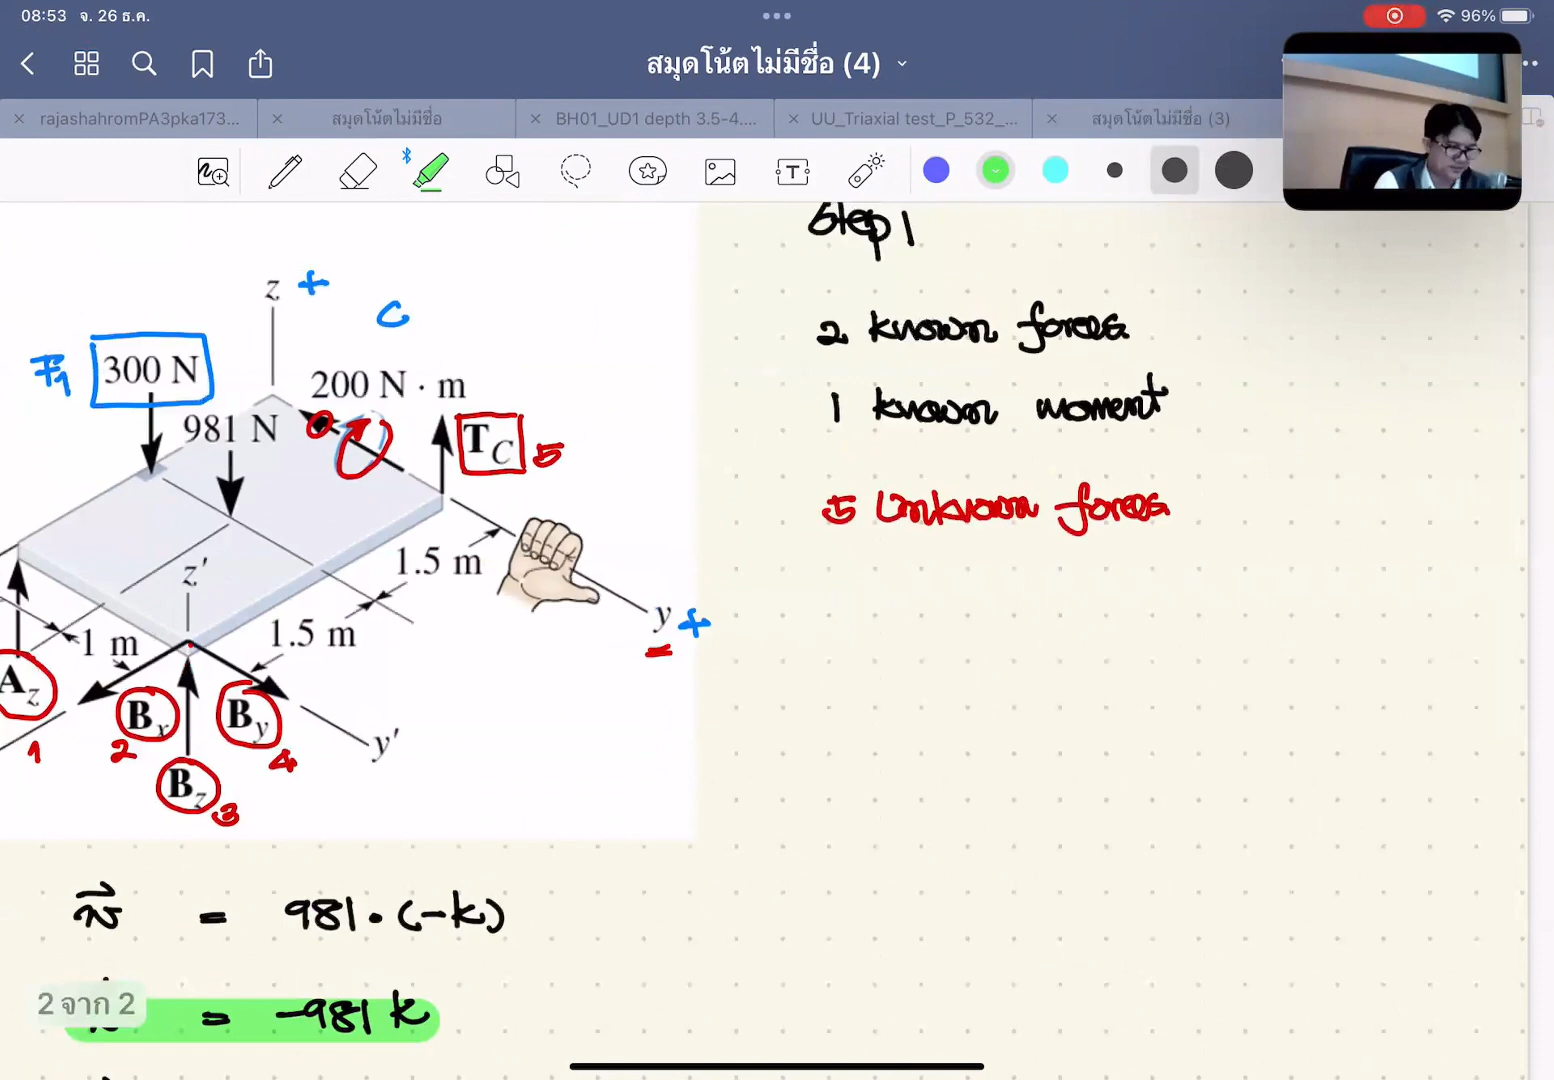 08:53 จ. 26 ธ.ค.
96%
สมุดโน้ตไม่มีชื่อ (4)
rajashahromPA3pka173...
สมุดโน้ตไม่มีชื่อ
BH01_UD1 depth 3.5-4....
UU_Triaxial test_P_532_...
สมุดโน้ตไม่มีชื่อ (3)
T
Step 1
z +
C
F1 300 N
200 N · m
981 N
TC 5
2 known forces
1 known moment
5 Unknown forces
z'
1.5 m
1.5 m
1 m
y +
Az
1
Bx
2
By
4
Bz
3
y'
= 981 · (-k)
2 จาก 2
= -981 k